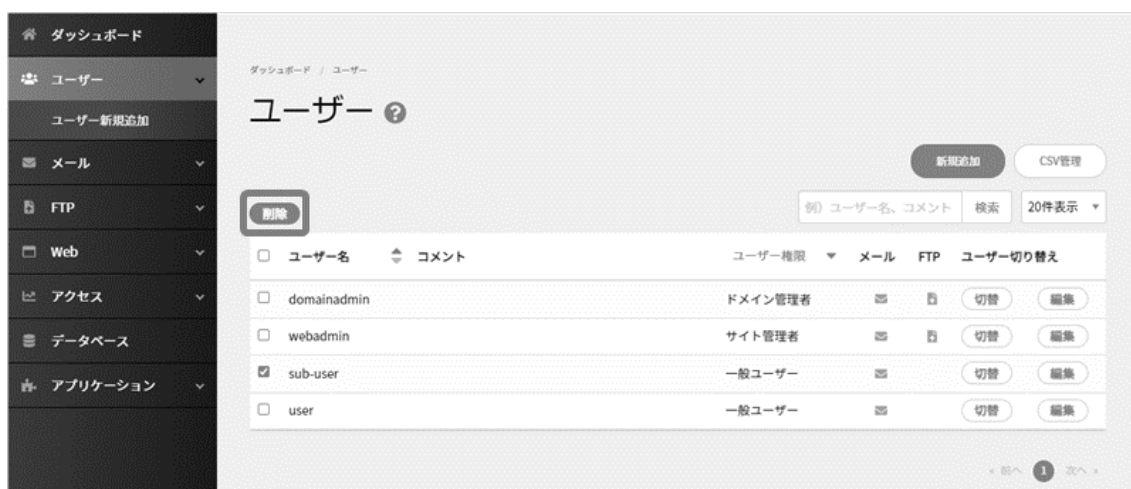 ダッシュボード
ユーザー
ユーザー新規追加
メール
FTP
Web
アクセス
データベース
アプリケーション
ダッシュボード / ユーザー
ユーザー ?
新規追加 CSV管理
削除 例）ユーザー名、コメント 検索 20件表示
ユーザー名 コメント ユーザー権限 メール FTP ユーザー切り替え
domainadmin ドメイン管理者 切替 編集
webadmin サイト管理者 切替 編集
sub-user 一般ユーザー 切替 編集
user 一般ユーザー 切替 編集
‹ 前へ 1 次へ ›